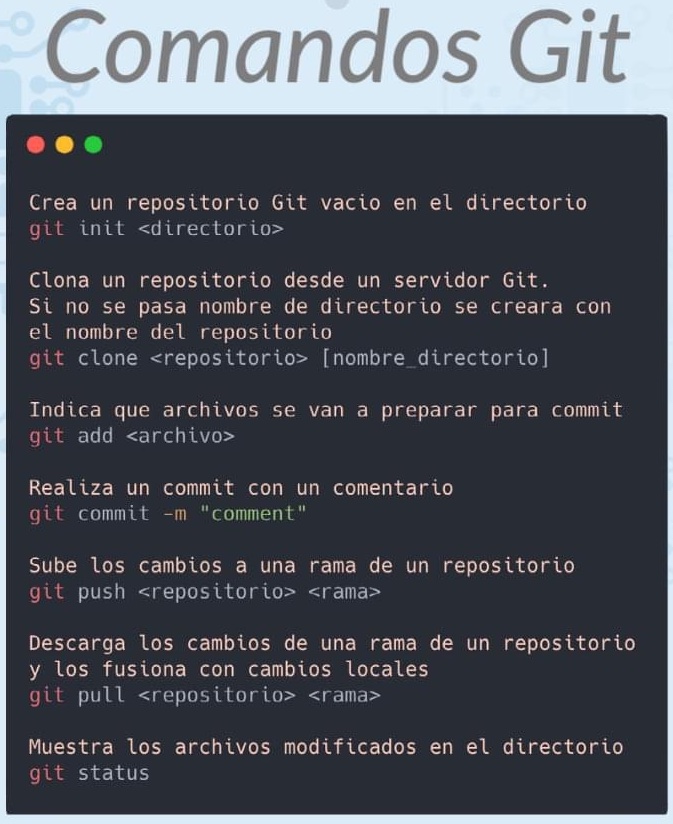 Comandos Git
Crea un repositorio Git vacio en el directorio
git init <directorio>
Clona un repositorio desde un servidor Git.
Si no se pasa nombre de directorio se creara con
el nombre del repositorio
git clone <repositorio> [nombre_directorio]
Indica que archivos se van a preparar para commit
git add <archivo>
Realiza un commit con un comentario
git commit -m "comment"
Sube los cambios a una rama de un repositorio
git push <repositorio> <rama>
Descarga los cambios de una rama de un repositorio
y los fusiona con cambios locales
git pull <repositorio> <rama>
Muestra los archivos modificados en el directorio
git status